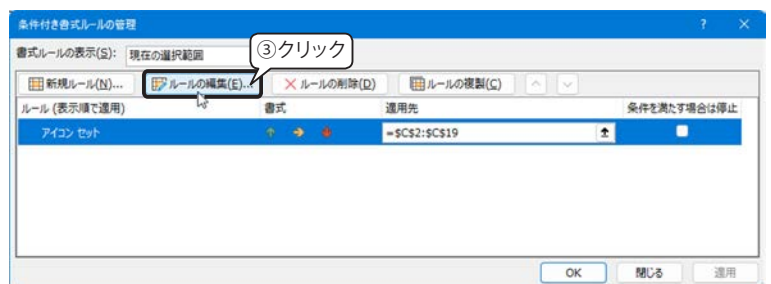 条件付き書式ルールの管理 ? ×
書式ルールの表示(S): 現在の選択範囲
③クリック
新規ルール(N)... ルールの編集(E)... ルールの削除(D) ルールの複製(C)
ルール (表示順で適用) 書式 適用先 条件を満たす場合は停止
アイコン セット =$C$2:$C$19
OK 閉じる 適用